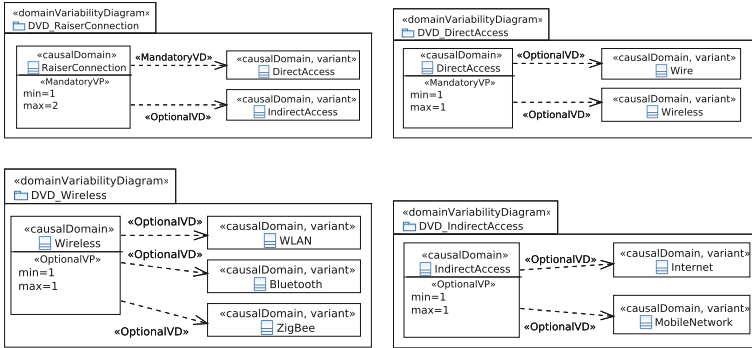 «domainVariabilityDiagram»
DVD_RaiserConnection
«causalDomain»
RaiserConnection
«MandatoryVP»
min=1
max=2
«MandatoryVD»
«causalDomain, variant»
DirectAccess
«OptionalVD»
«causalDomain, variant»
IndirectAccess
«domainVariabilityDiagram»
DVD_DirectAccess
«causalDomain»
DirectAccess
«MandatoryVP»
min=1
max=1
«OptionalVD»
«causalDomain, variant»
Wire
«OptionalVD»
«causalDomain, variant»
Wireless
«domainVariabilityDiagram»
DVD_Wireless
«causalDomain»
Wireless
«OptionalVP»
min=1
max=1
«OptionalVD»
«causalDomain, variant»
WLAN
«OptionalVD»
«causalDomain, variant»
Bluetooth
«OptionalVD»
«causalDomain, variant»
ZigBee
«domainVariabilityDiagram»
DVD_IndirectAccess
«causalDomain»
IndirectAccess
«OptionalVP»
min=1
max=1
«OptionalVD»
«causalDomain, variant»
Internet
«OptionalVD»
«causalDomain, variant»
MobileNetwork